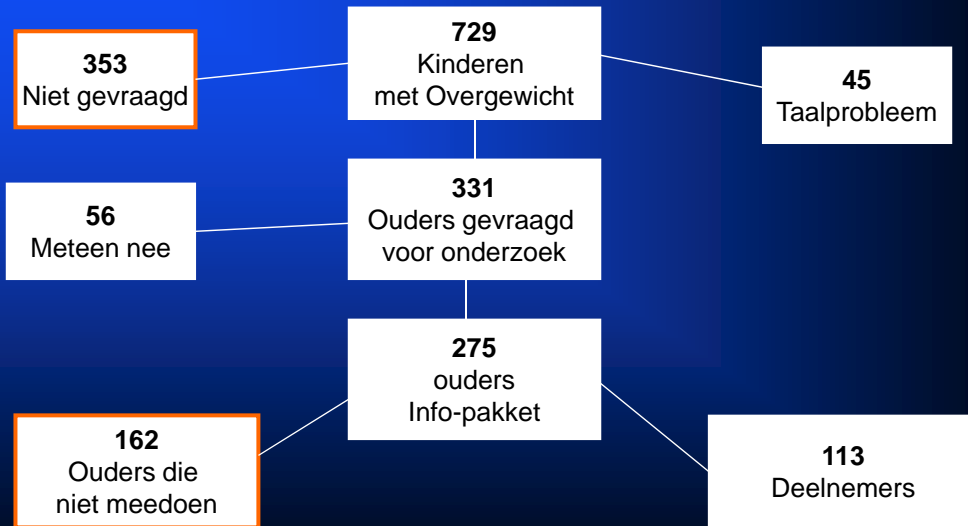 729
Kinderen
met Overgewicht
353
Niet gevraagd
45
Taalprobleem
331
Ouders gevraagd
voor onderzoek
56
Meteen nee
275
ouders
Info-pakket
162
Ouders die
niet meedoen
113
Deelnemers